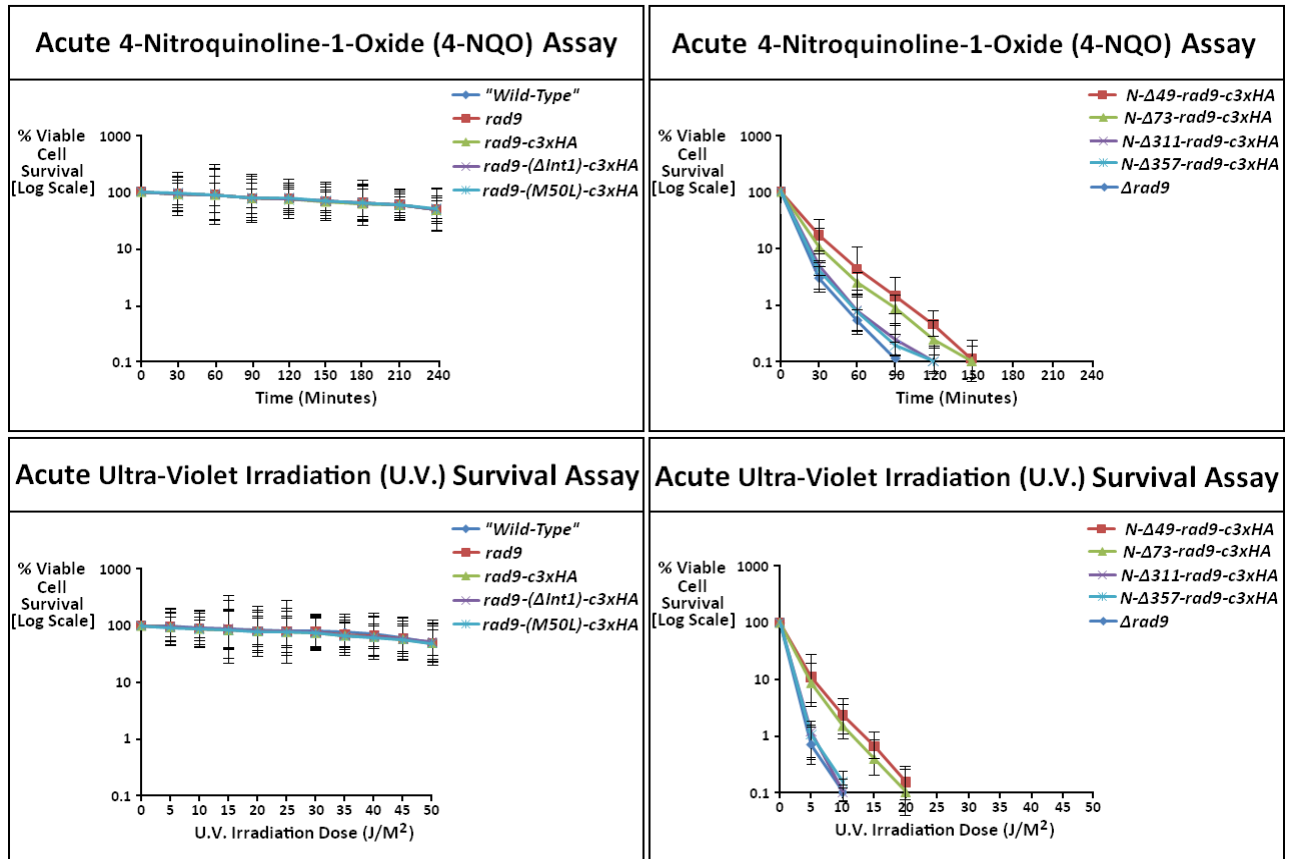 Acute 4-Nitroquinoline-1-Oxide (4-NQO) Assay
% Viable
Cell
Survival
[Log Scale]
1000
100
10
1
0.1
0 30 60 90 120 150 180 210 240
Time (Minutes)
"Wild-Type"
rad9
rad9-c3xHA
rad9-(ΔInt1)-c3xHA
rad9-(M50L)-c3xHA
Acute 4-Nitroquinoline-1-Oxide (4-NQO) Assay
% Viable
Cell
Survival
[Log Scale]
1000
100
10
1
0.1
0 30 60 90 120 150 180 210 240
Time (Minutes)
N-Δ49-rad9-c3xHA
N-Δ73-rad9-c3xHA
N-Δ311-rad9-c3xHA
N-Δ357-rad9-c3xHA
Δrad9
Acute Ultra-Violet Irradiation (U.V.) Survival Assay
% Viable
Cell
Survival
[Log Scale]
1000
100
10
1
0.1
0 5 10 15 20 25 30 35 40 45 50
U.V. Irradiation Dose (J/M²)
"Wild-Type"
rad9
rad9-c3xHA
rad9-(ΔInt1)-c3xHA
rad9-(M50L)-c3xHA
Acute Ultra-Violet Irradiation (U.V.) Survival Assay
% Viable
Cell
Survival
[Log Scale]
1000
100
10
1
0.1
0 5 10 15 20 25 30 35 40 45 50
U.V. Irradiation Dose (J/M²)
N-Δ49-rad9-c3xHA
N-Δ73-rad9-c3xHA
N-Δ311-rad9-c3xHA
N-Δ357-rad9-c3xHA
Δrad9